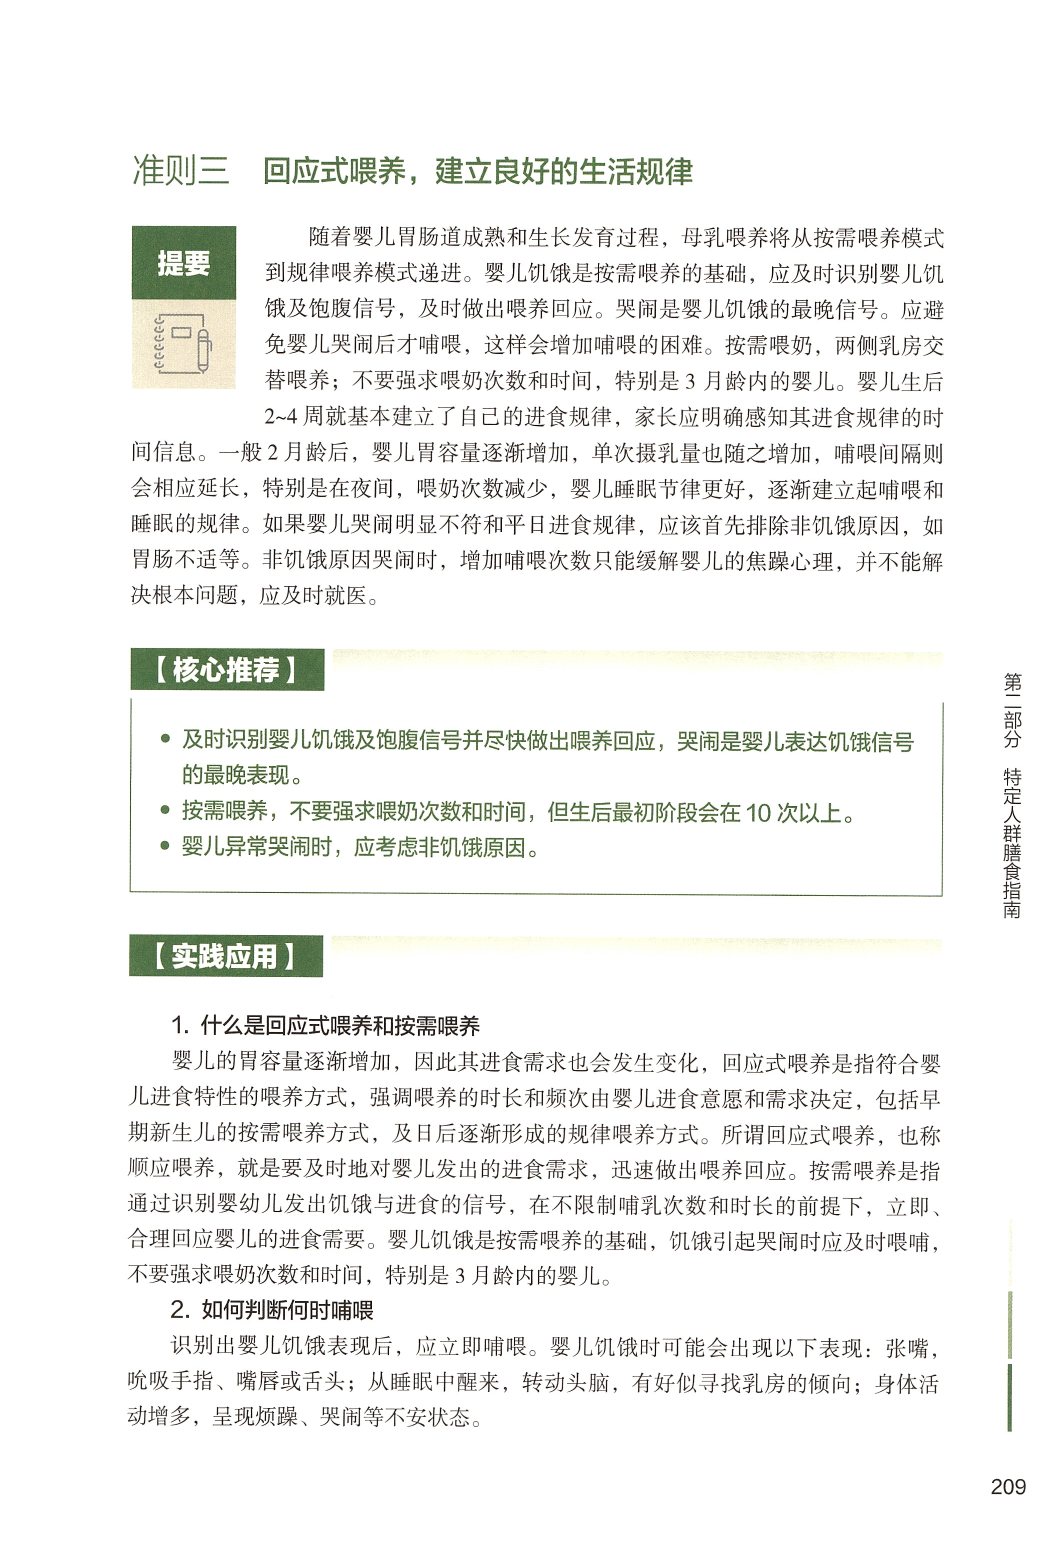 准则三 回应式喂养，建立良好的生活规律
提要
随着婴儿胃肠道成熟和生长发育过程，母乳喂养将从按需喂养模式
到规律喂养模式递进。婴儿饥饿是按需喂养的基础，应及时识别婴儿饥
饿及饱腹信号，及时做出喂养回应。哭闹是婴儿饥饿的最晚信号。应避
免婴儿哭闹后才哺喂，这样会增加哺喂的困难。按需喂奶，两侧乳房交
替喂养；不要强求喂奶次数和时间，特别是 3 月龄内的婴儿。婴儿生后
2~4 周就基本建立了自己的进食规律，家长应明确感知其进食规律的时
间信息。一般 2 月龄后，婴儿胃容量逐渐增加，单次摄乳量也随之增加，哺喂间隔则
会相应延长，特别是在夜间，喂奶次数减少，婴儿睡眠节律更好，逐渐建立起哺喂和
睡眠的规律。如果婴儿哭闹明显不符和平日进食规律，应该首先排除非饥饿原因，如
胃肠不适等。非饥饿原因哭闹时，增加哺喂次数只能缓解婴儿的焦躁心理，并不能解
决根本问题，应及时就医。
【核心推荐】
• 及时识别婴儿饥饿及饱腹信号并尽快做出喂养回应，哭闹是婴儿表达饥饿信号
的最晚表现。
• 按需喂养，不要强求喂奶次数和时间，但生后最初阶段会在 10 次以上。
• 婴儿异常哭闹时，应考虑非饥饿原因。
【实践应用】
1. 什么是回应式喂养和按需喂养
婴儿的胃容量逐渐增加，因此其进食需求也会发生变化，回应式喂养是指符合婴
儿进食特性的喂养方式，强调喂养的时长和频次由婴儿进食意愿和需求决定，包括早
期新生儿的按需喂养方式，及日后逐渐形成的规律喂养方式。所谓回应式喂养，也称
顺应喂养，就是要及时地对婴儿发出的进食需求，迅速做出喂养回应。按需喂养是指
通过识别婴幼儿发出饥饿与进食的信号，在不限制哺乳次数和时长的前提下，立即、
合理回应婴儿的进食需要。婴儿饥饿是按需喂养的基础，饥饿引起哭闹时应及时喂哺，
不要强求喂奶次数和时间，特别是 3 月龄内的婴儿。
2. 如何判断何时哺喂
识别出婴儿饥饿表现后，应立即哺喂。婴儿饥饿时可能会出现以下表现：张嘴，
吮吸手指、嘴唇或舌头；从睡眠中醒来，转动头脑，有好似寻找乳房的倾向；身体活
动增多，呈现烦躁、哭闹等不安状态。
第二部分 特定人群膳食指南
209